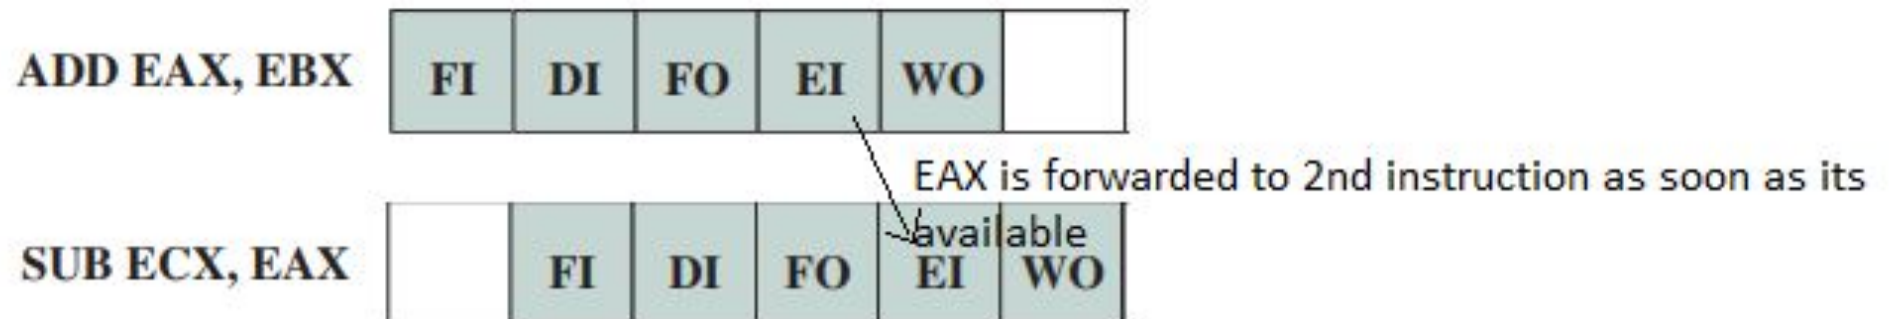 ADD EAX, EBX FI DI FO EI WO
EAX is forwarded to 2nd instruction as soon as its
available
SUB ECX, EAX FI DI FO EI WO